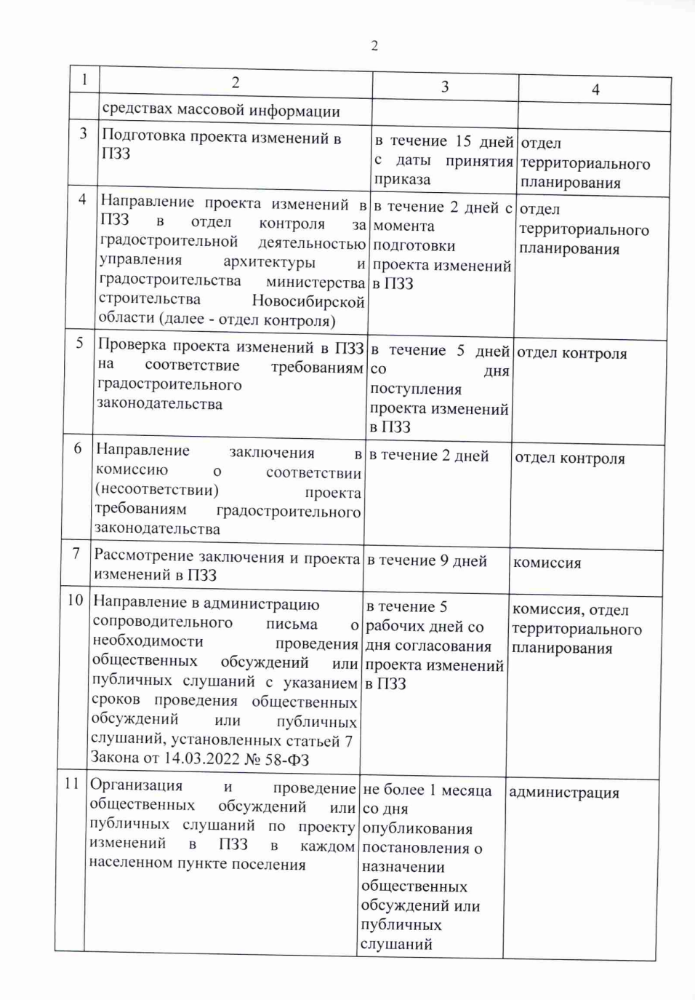 2
1
2
3
4
средствах массовой информации
3
Подготовка проекта изменений в
ПЗЗ
в течение 15 дней
с даты принятия
приказа
отдел
территориального
планирования
4
Направление проекта изменений в
ПЗЗ в отдел контроля за
градостроительной деятельностью
управления архитектуры и
градостроительства министерства
строительства Новосибирской
области (далее - отдел контроля)
в течение 2 дней с
момента
подготовки
проекта изменений
в ПЗЗ
отдел
территориального
планирования
5
Проверка проекта изменений в ПЗЗ
на соответствие требованиям
градостроительного
законодательства
в течение 5 дней
со дня
поступления
проекта изменений
в ПЗЗ
отдел контроля
6
Направление заключения в
комиссию о соответствии
(несоответствии) проекта
требованиям градостроительного
законодательства
в течение 2 дней
отдел контроля
7
Рассмотрение заключения и проекта
изменений в ПЗЗ
в течение 9 дней
комиссия
10
Направление в администрацию
сопроводительного письма о
необходимости проведения
общественных обсуждений или
публичных слушаний с указанием
сроков проведения общественных
обсуждений или публичных
слушаний, установленных статьей 7
Закона от 14.03.2022 № 58-ФЗ
в течение 5
рабочих дней со
дня согласования
проекта изменений
в ПЗЗ
комиссия, отдел
территориального
планирования
11
Организация и проведение
общественных обсуждений или
публичных слушаний по проекту
изменений в ПЗЗ в каждом
населенном пункте поселения
не более 1 месяца
со дня
опубликования
постановления о
назначении
общественных
обсуждений или
публичных
слушаний
администрация